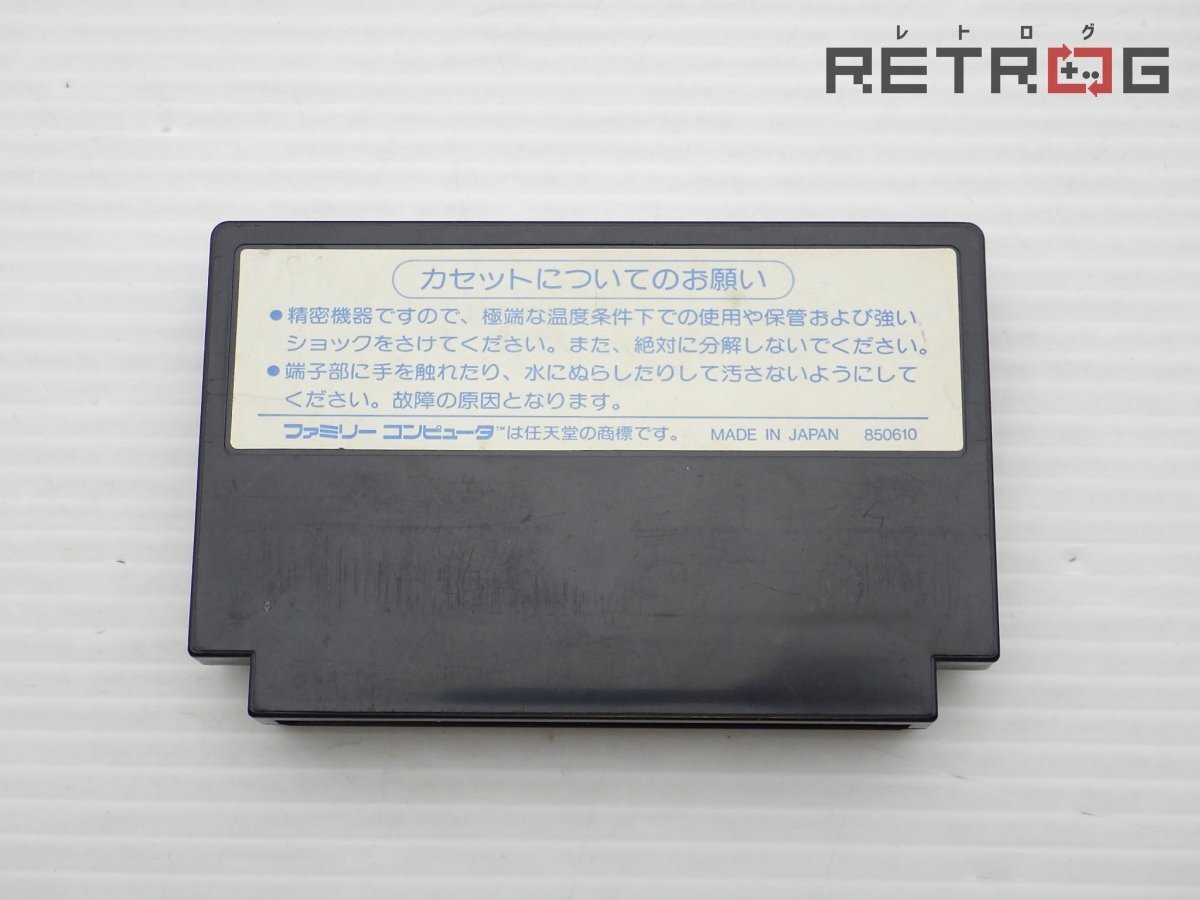 レトログ
RETROG
カセットについてのお願い
●精密機器ですので、極端な温度条件下での使用や保管および強い
ショックをさけてください。また、絶対に分解しないでください。
●端子部に手を触れたり、水にぬらしたりして汚さないようにして
ください。故障の原因となります。
ファミリーコンピュータ™は任天堂の商標です。 MADE IN JAPAN 850610